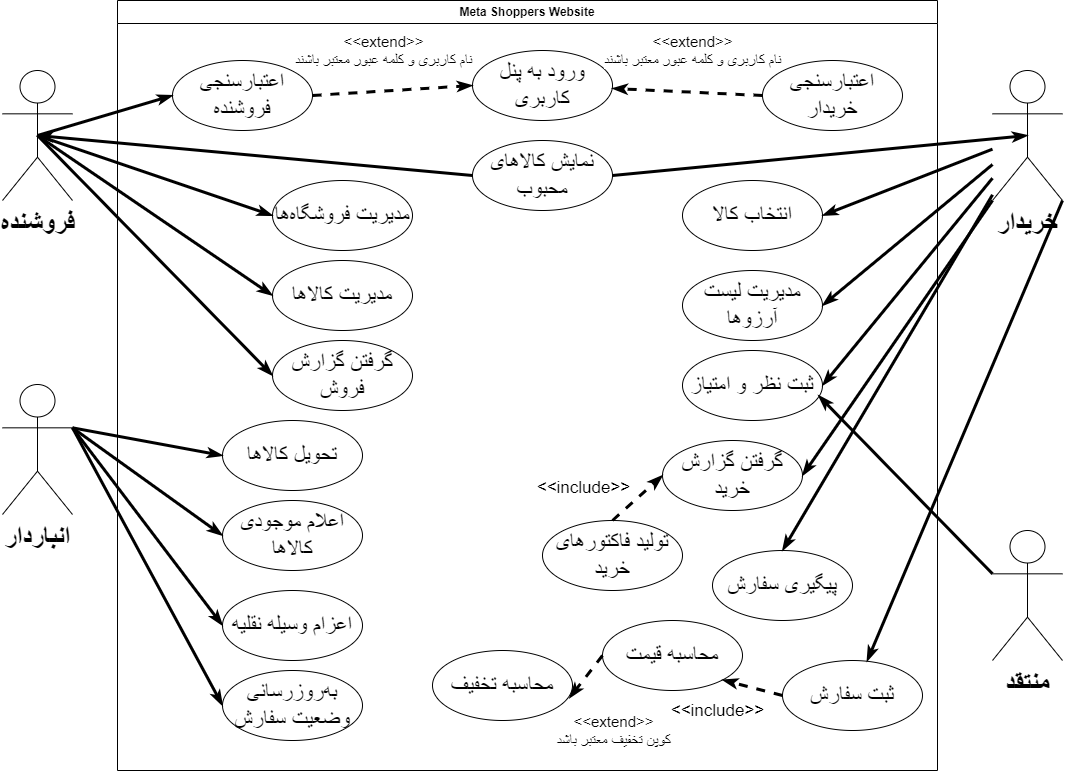 Meta Shoppers Website
<<extend>>
نام کاربری و کلمه عبور معتبر باشند
<<extend>>
نام کاربری و کلمه عبور معتبر باشند
اعتبارسنجی
فروشنده
ورود به پنل
کاربری
اعتبارسنجی
خریدار
نمایش کالاهای
محبوب
فروشنده
خریدار
مدیریت فروشگاه‌ها
انتخاب کالا
مدیریت کالاها
مدیریت لیست
آرزوها
گرفتن گزارش
فروش
ثبت نظر و امتیاز
تحویل کالاها
گرفتن گزارش
خرید
<<include>>
انباردار
اعلام موجودی
کالاها
تولید فاکتورهای
خرید
پیگیری سفارش
اعزام وسیله نقلیه
محاسبه قیمت
منتقد
به‌روزرسانی
وضعیت سفارش
محاسبه تخفیف
ثبت سفارش
<<include>>
<<extend>>
کوپن تخفیف معتبر باشد